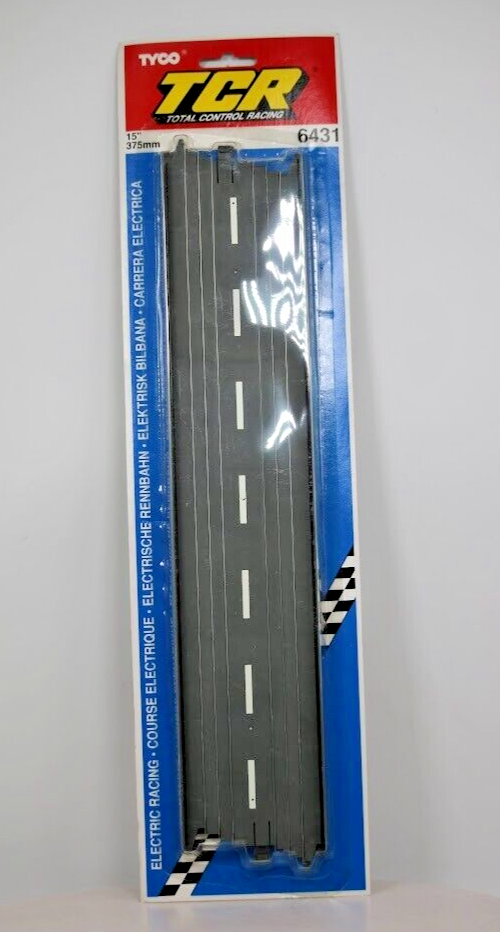 TYCO®
TCR
TOTAL CONTROL RACING
15"
375mm
6431
ELECTRIC RACING • COURSE ELECTRIQUE • ELECTRISCHE RENNBAHN • ELEKTRISK BILBANA • CARRERA ELECTRICA